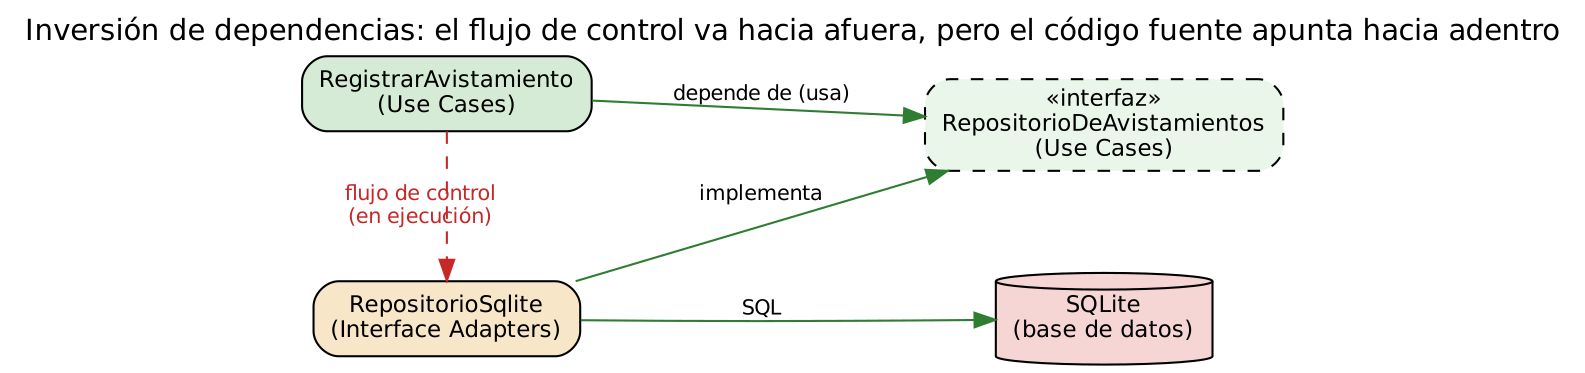 Inversión de dependencias: el flujo de control va hacia afuera, pero el código fuente apunta hacia adentro
RegistrarAvistamiento
(Use Cases)
depende de (usa)
«interfaz»
RepositorioDeAvistamientos
(Use Cases)
flujo de control
(en ejecución)
implementa
RepositorioSqlite
(Interface Adapters)
SQL
SQLite
(base de datos)